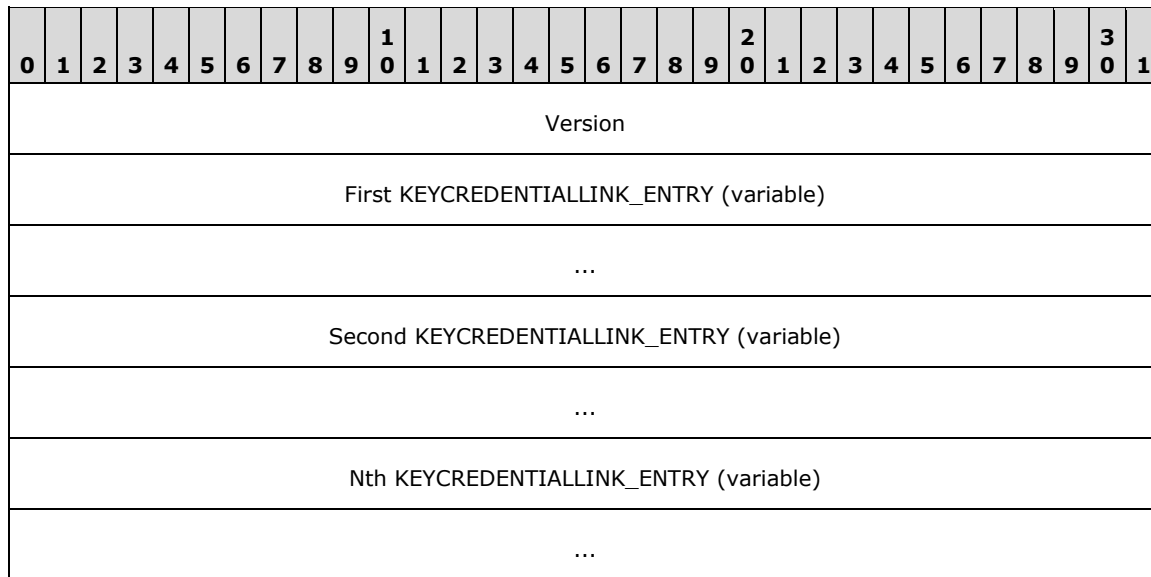 0 1 2 3 4 5 6 7 8 9 1 0 1 2 3 4 5 6 7 8 9 2 0 1 2 3 4 5 6 7 8 9 3 0 1
Version
First KEYCREDENTIALLINK_ENTRY (variable)
...
Second KEYCREDENTIALLINK_ENTRY (variable)
...
Nth KEYCREDENTIALLINK_ENTRY (variable)
...